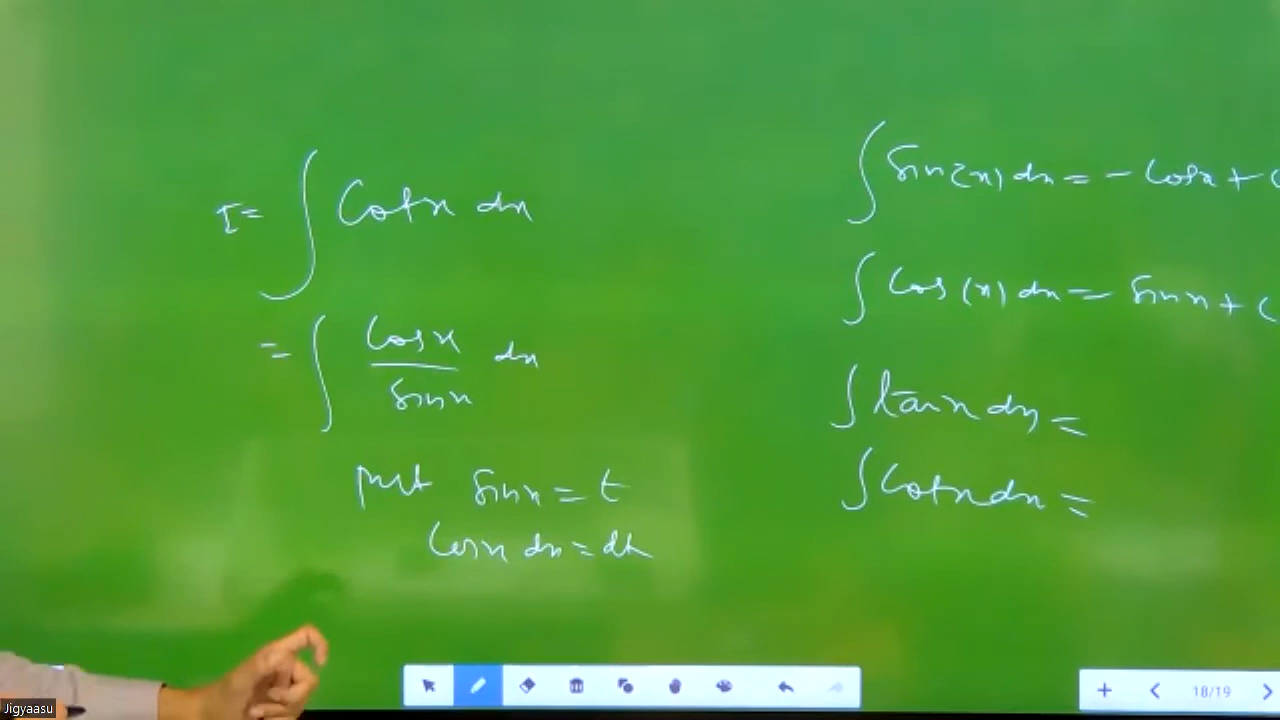 I = ∫ Cotx dx
= ∫ Cosx / Sinx dx
put Sinx = t
Cosx dx = dt
∫ Sin(x) dx = - Cosx + C
∫ Cos(x) dx = Sinx + C
∫ tanx dx =
∫ Cotx dx =
18/19
Jigyaasu